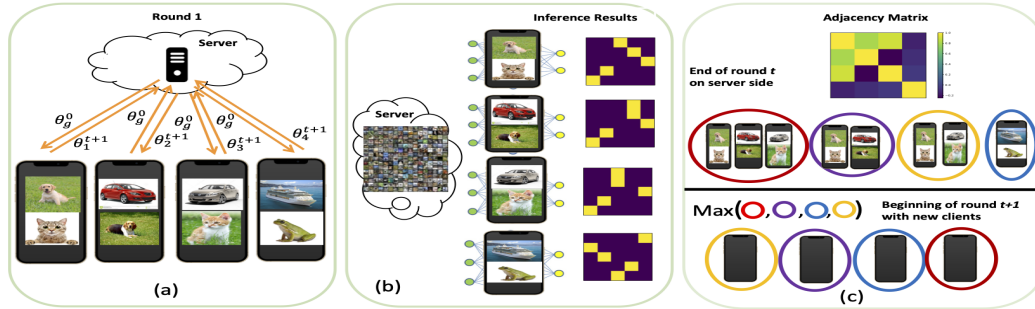 Round 1
Server
θ_g^0
θ_g^0
θ_g^0
θ_g^0
θ_1^{t+1}
θ_2^{t+1}
θ_3^{t+1}
θ_4^{t+1}
(a)
Inference Results
Server
(b)
Adjacency Matrix
End of round t
on server side
Max( , , , )
Beginning of round t+1
with new clients
(c)